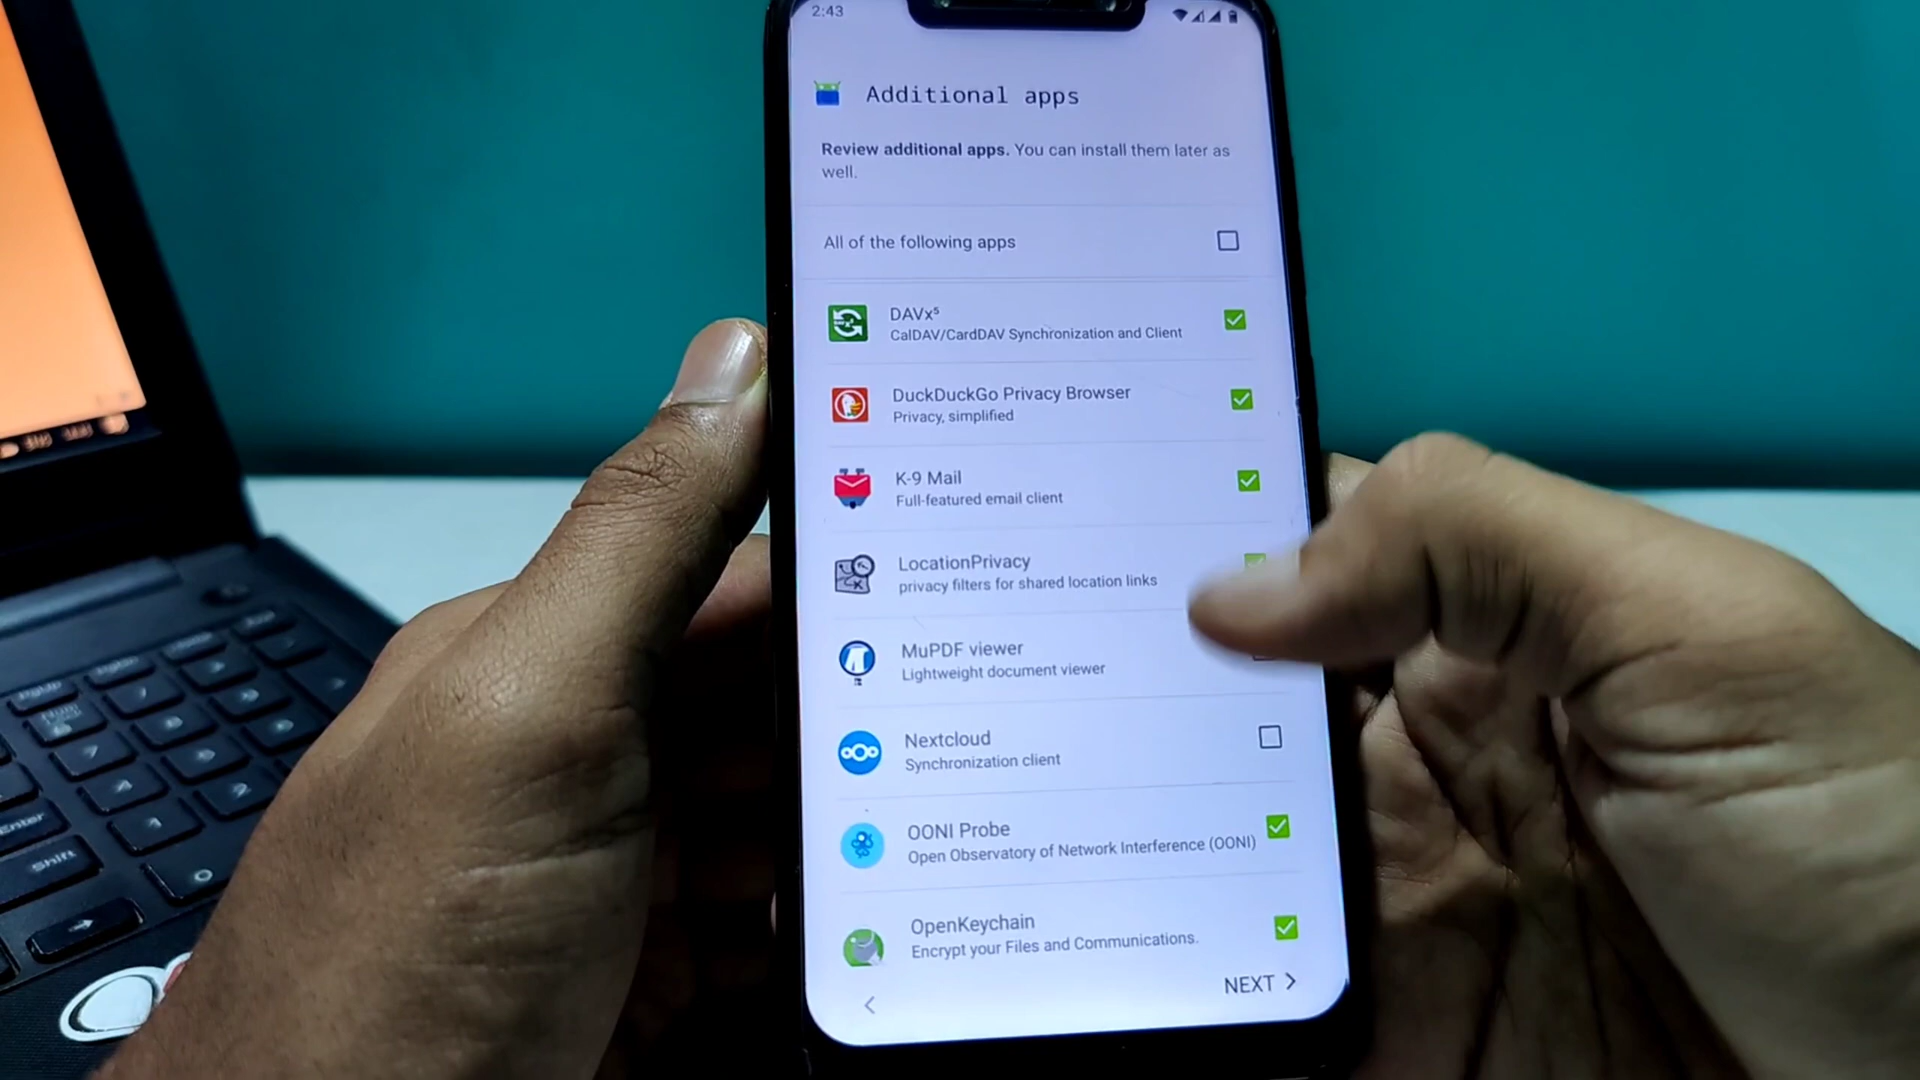 2:43
Additional apps
Review additional apps. You can install them later as
well.
All of the following apps
DAVx⁵
CalDAV/CardDAV Synchronization and Client
DuckDuckGo Privacy Browser
Privacy, simplified
K-9 Mail
Full-featured email client
LocationPrivacy
privacy filters for shared location links
MuPDF viewer
Lightweight document viewer
Nextcloud
Synchronization client
OONI Probe
Open Observatory of Network Interference (OONI)
OpenKeychain
Encrypt your Files and Communications.
NEXT
Enter
Shift